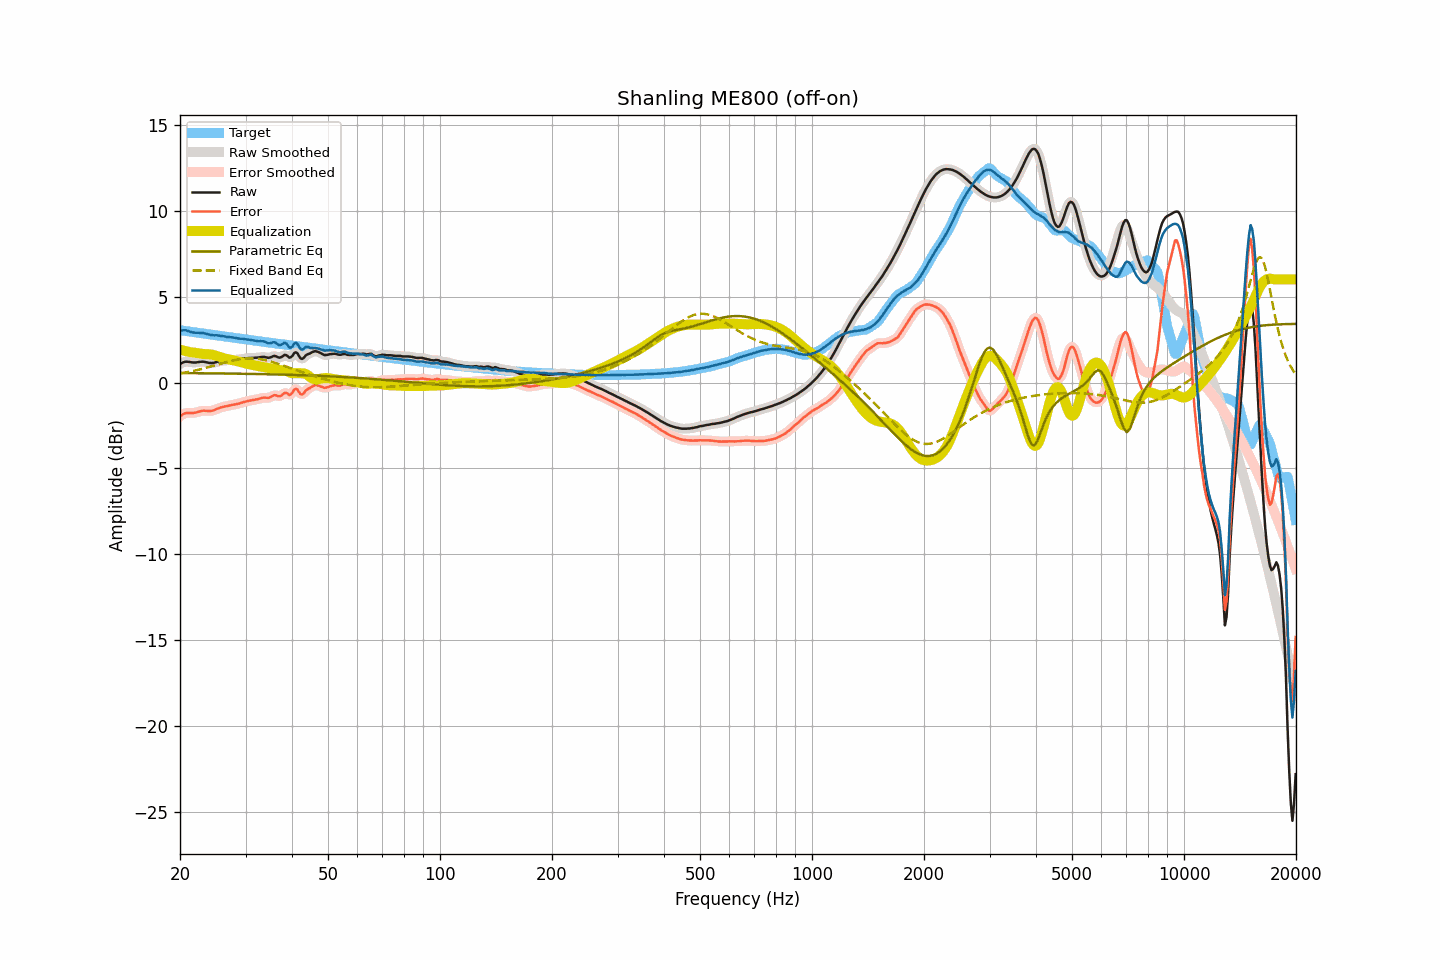 Shanling ME800 (off-on)
15
10
5
0
−5
−10
−15
−20
−25
Amplitude (dBr)
Target
Raw Smoothed
Error Smoothed
Raw
Error
Equalization
Parametric Eq
Fixed Band Eq
Equalized
20 50 100 200 500 1000 2000 5000 10000 20000
Frequency (Hz)